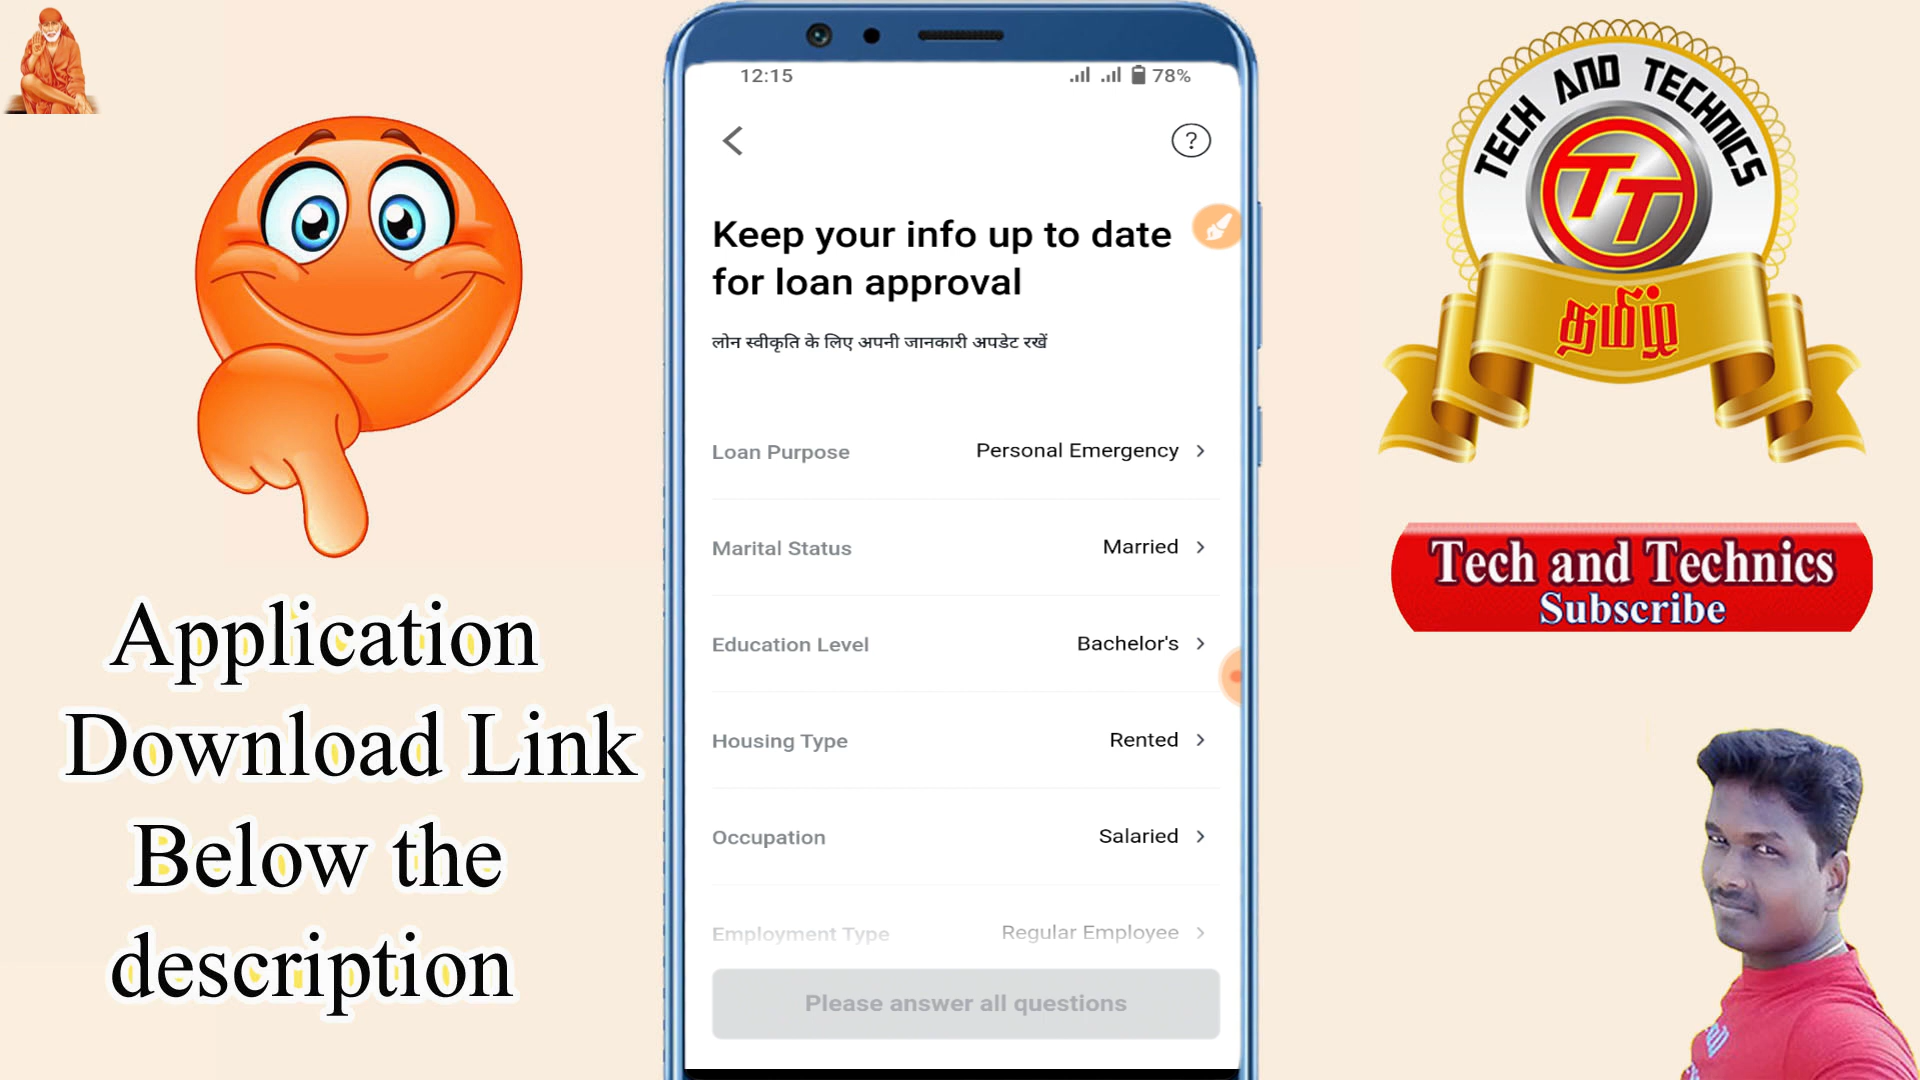 12:15
78%
?
Keep your info up to date
for loan approval
लोन स्वीकृति के लिए अपनी जानकारी अपडेट रखें
Loan Purpose Personal Emergency
Marital Status Married
Education Level Bachelor's
Housing Type Rented
Occupation Salaried
Employment Type Regular Employee
Please answer all questions
Application
Download Link
Below the
description
TECH AND TECHNICS
TT
தமிழ்
Tech and Technics
Subscribe